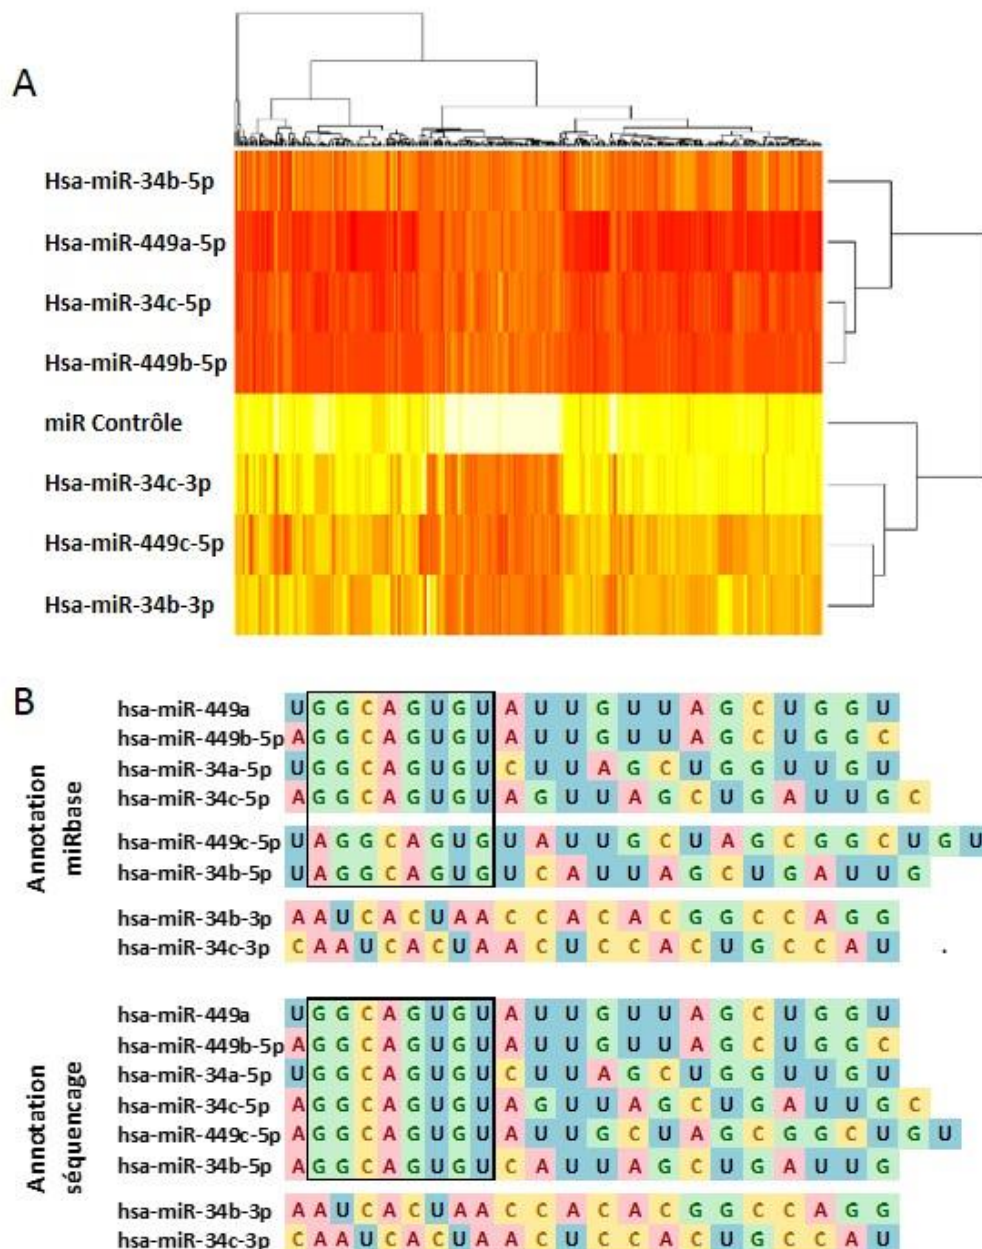 A
Hsa-miR-34b-5p
Hsa-miR-449a-5p
Hsa-miR-34c-5p
Hsa-miR-449b-5p
miR Contrôle
Hsa-miR-34c-3p
Hsa-miR-449c-5p
Hsa-miR-34b-3p
B
Annotation
miRbase
hsa-miR-449a U G G C A G U G U A U U G U U A G C U G G U
hsa-miR-449b-5p A G G C A G U G U A U U G U U A G C U G G C
hsa-miR-34a-5p U G G C A G U G U C U U A G C U G G U U G U
hsa-miR-34c-5p A G G C A G U G U A G U U A G C U G A U U G C
hsa-miR-449c-5p U A G G C A G U G U A U U G C U A G C G G C U G U
hsa-miR-34b-5p U A G G C A G U G U C A U U A G C U G A U U G
hsa-miR-34b-3p A A U C A C U A A C C A C A C G G C C A G G
hsa-miR-34c-3p C A A U C A C U A A C U C C A C U G C C A U .
Annotation
séquencage
hsa-miR-449a U G G C A G U G U A U U G U U A G C U G G U
hsa-miR-449b-5p A G G C A G U G U A U U G U U A G C U G G C
hsa-miR-34a-5p U G G C A G U G U C U U A G C U G G U U G U
hsa-miR-34c-5p A G G C A G U G U A G U U A G C U G A U U G C
hsa-miR-449c-5p A G G C A G U G U A U U G C U A G C G G C U G U
hsa-miR-34b-5p A G G C A G U G U C A U U A G C U G A U U G
hsa-miR-34b-3p A A U C A C U A A C C A C A C G G C C A G G
hsa-miR-34c-3p C A A U C A C U A A C U C C A C U G C C A U